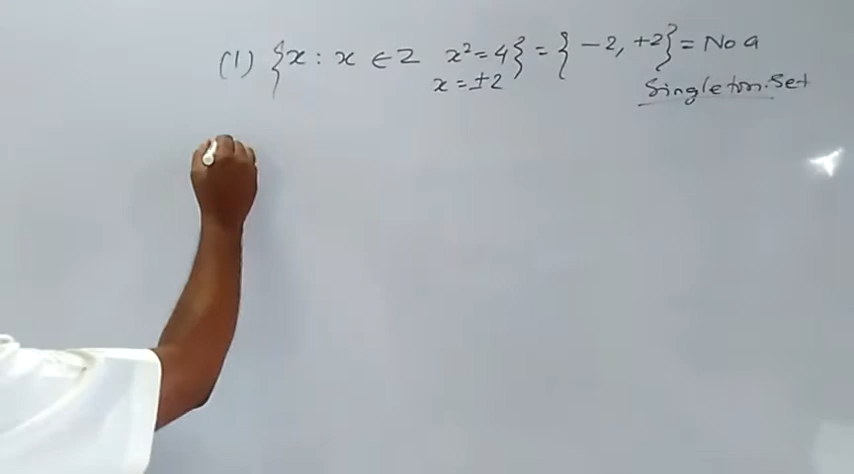 (1) {x : x ∈ Z x² = 4} = {-2, +2} = No a
x = ±2 Singleton. Set